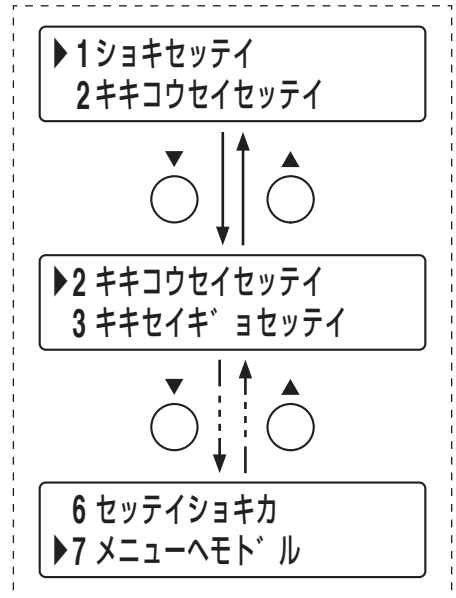 ▶1ショキセッテイ
2キキコウセイセッテイ
▼ ▲
▶2 キキコウセイセッテイ
3 キキセイキ゛ョセッテイ
▼ ▲
6 セッテイショキカ
▶7 メニューヘモト゛ル